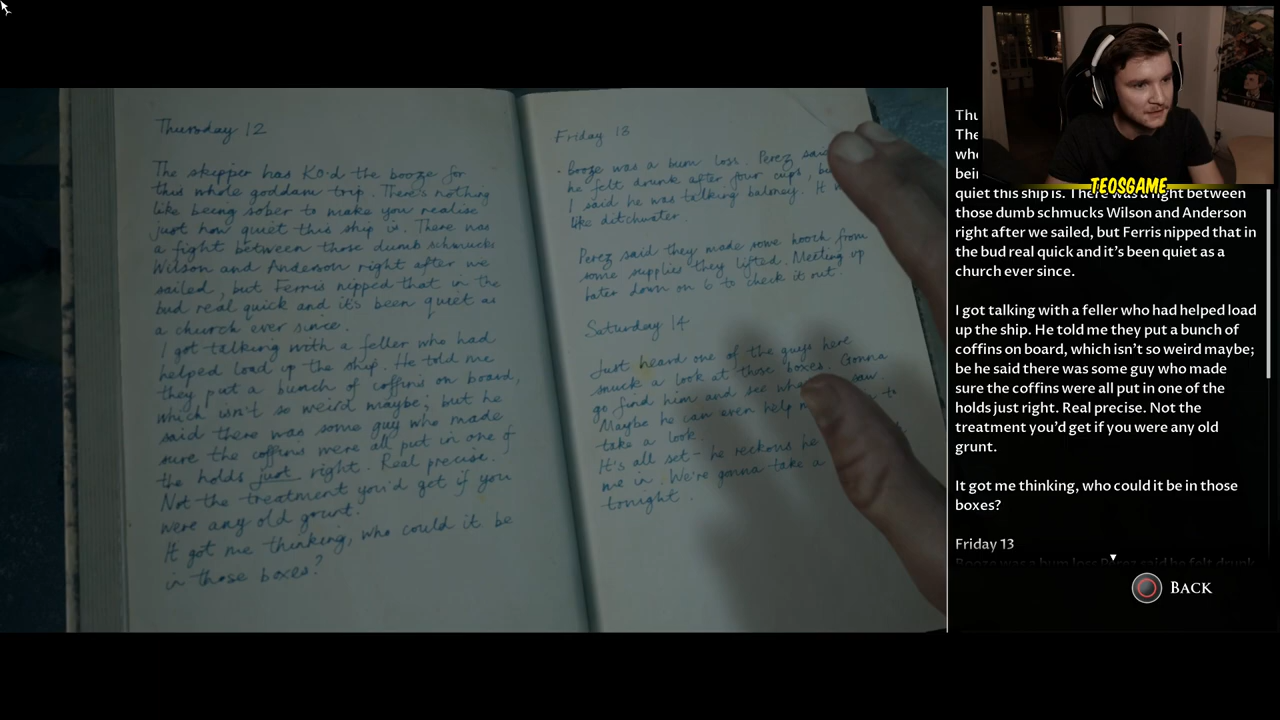 Thursday 12
The skipper has KO'd the booze for
this whole goddam trip. There's nothing
like being sober to make you realise
just how quiet this ship is. There was
a fight between those dumb schmucks
Wilson and Anderson right after we
sailed, but Ferris nipped that in the
bud real quick and it's been quiet as
a church ever since.
I got talking with a feller who had
helped load up the ship. He told me
they put a bunch of coffins on board,
which isn't so weird maybe; but he
said there was some guy who made
sure the coffins were all put in one of
the holds just right. Real precise.
Not the treatment you'd get if you
were any old grunt.
It got me thinking, who could it be
in those boxes?
Friday 13
Booze was a bum loss. Perez said
he felt drunk after four cups,
I said he was talking baloney. It
like ditchwater.
Perez said they made some hooch from
some supplies they lifted. Meeting up
later down on 6 to check it out.
Saturday 14
Just heard one of the guys here
snuck a look at those boxes. Gonna
go find him and see saw.
Maybe he can even help to
take a look.
It's all set - he reckons he
me in. We're gonna take a
tonight.
TEOSGAME
quiet this ship is. There was a fight between
those dumb schmucks Wilson and Anderson
right after we sailed, but Ferris nipped that in
the bud real quick and it's been quiet as a
church ever since.
I got talking with a feller who had helped load
up the ship. He told me they put a bunch of
coffins on board, which isn't so weird maybe;
be he said there was some guy who made
sure the coffins were all put in one of the
holds just right. Real precise. Not the
treatment you'd get if you were any old
grunt.
It got me thinking, who could it be in those
boxes?
Friday 13
Booze was a bum loss Perez said he felt drunk
BACK